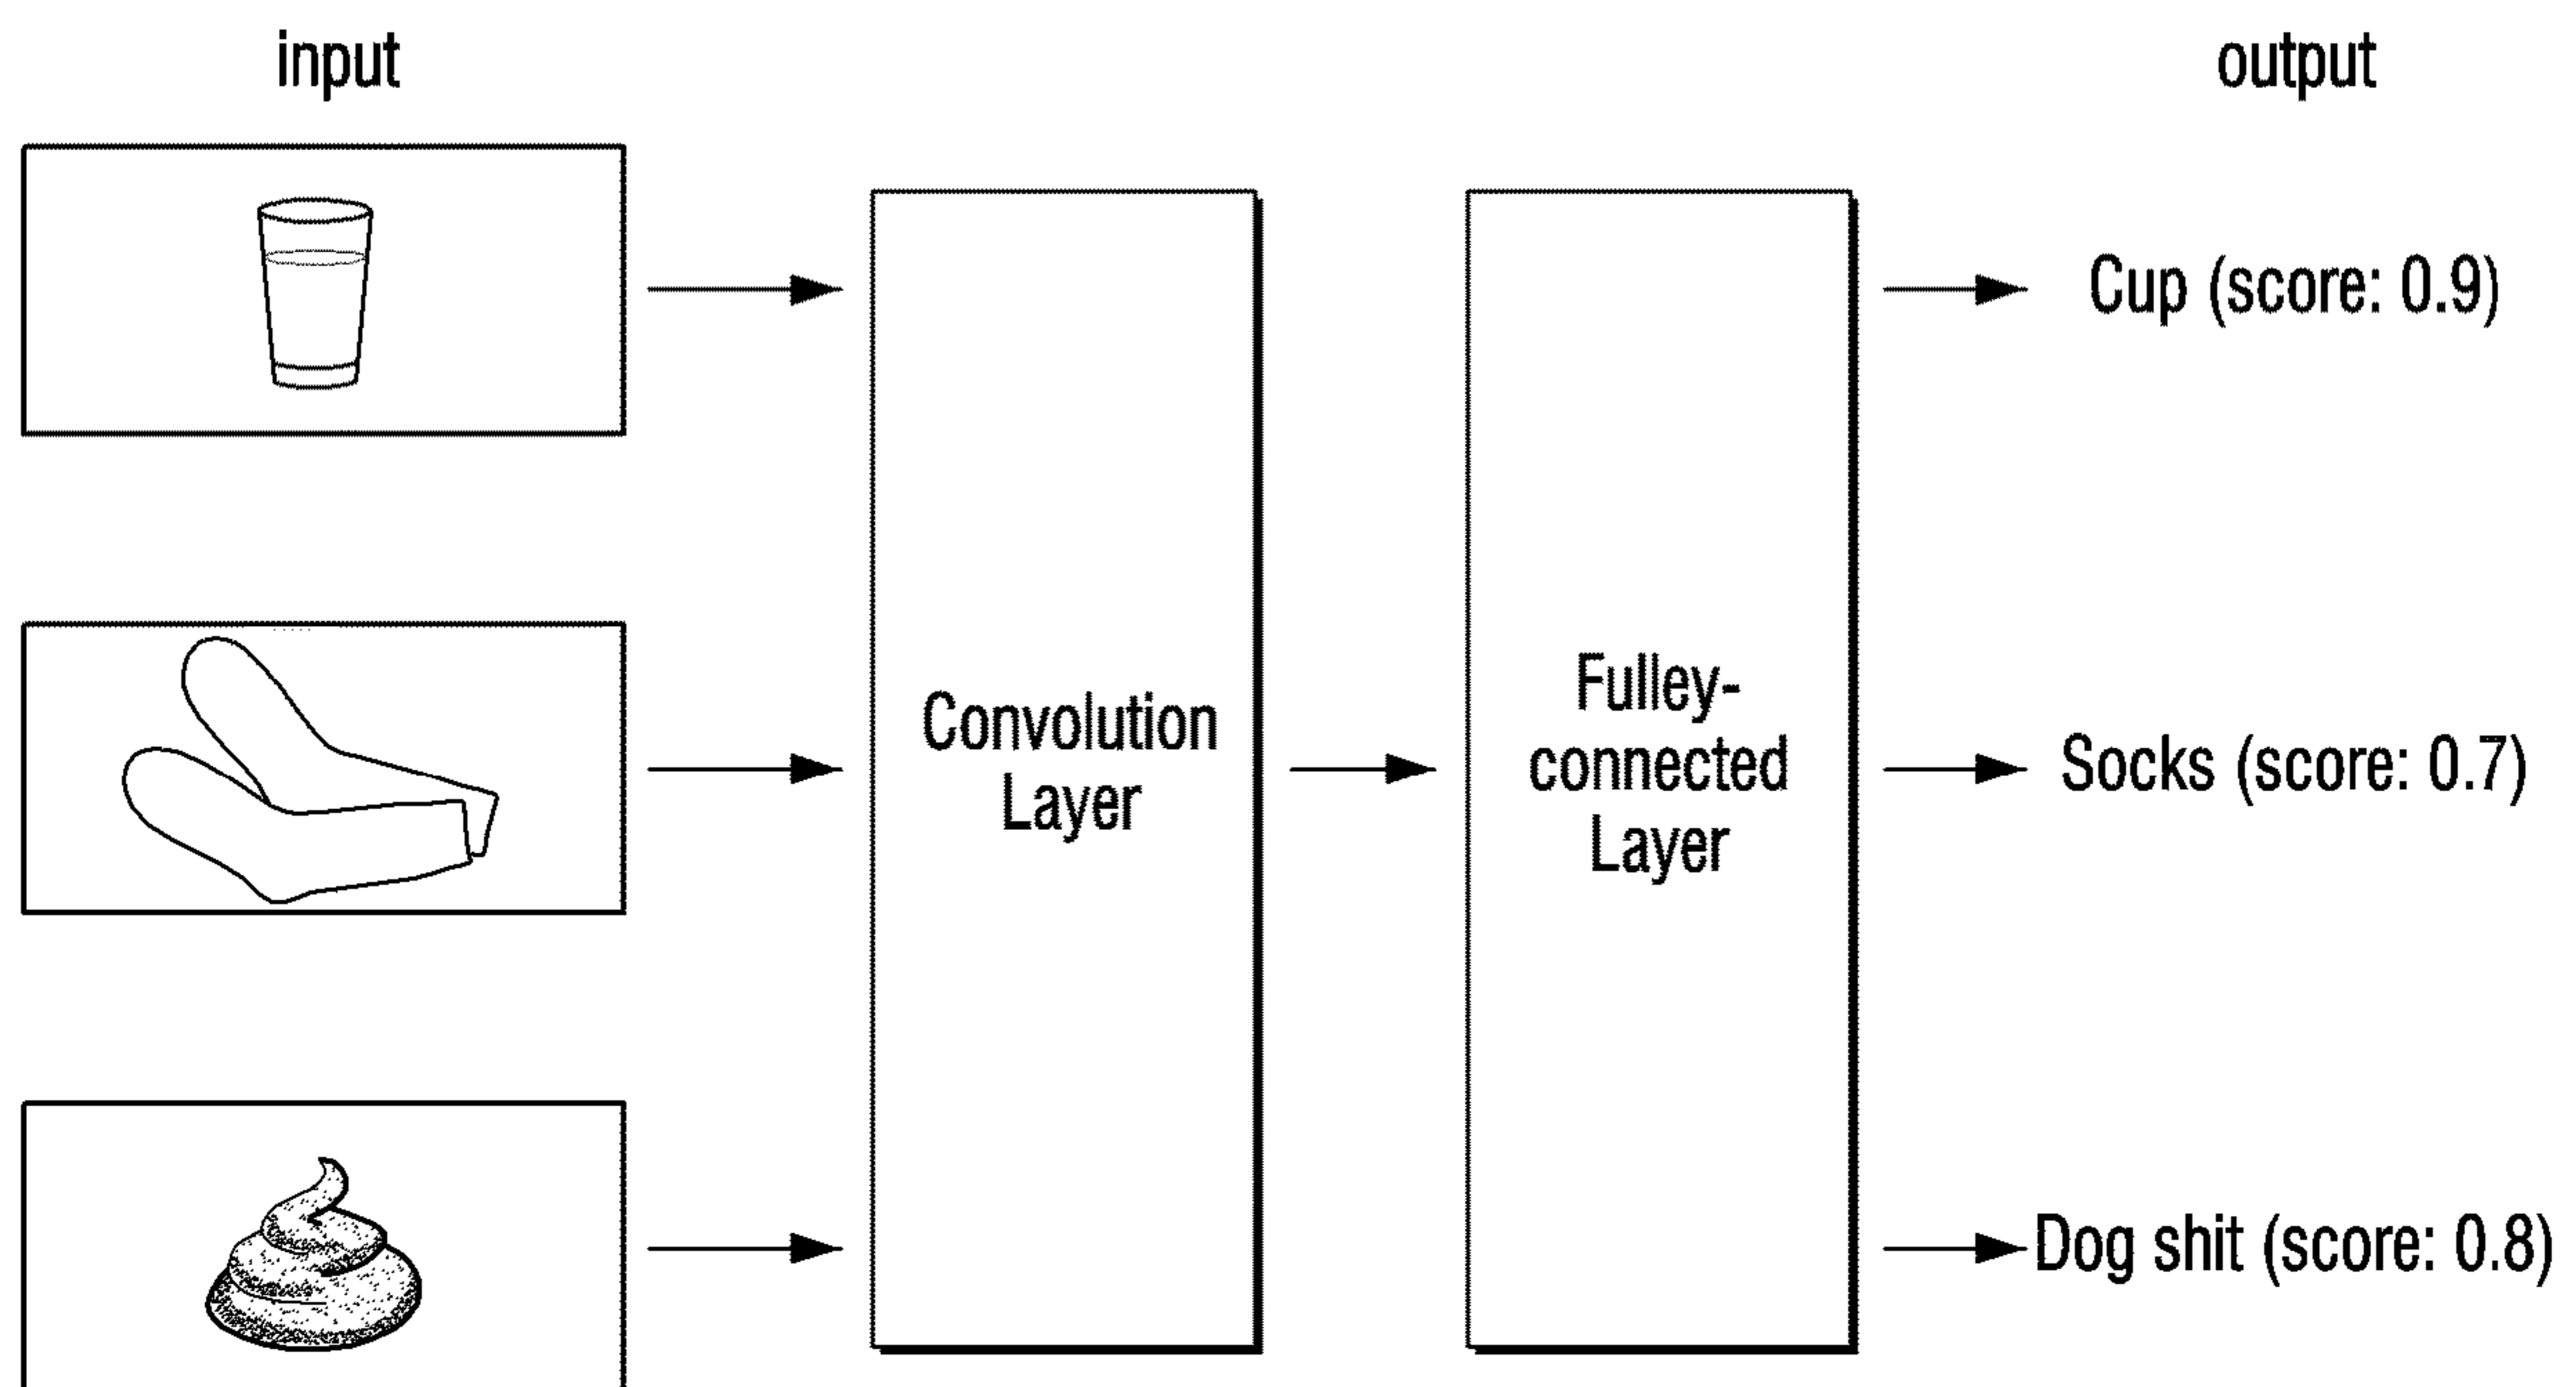 input
output
Cup (score: 0.9)
Convolution
Layer
Fulley-
connected
Layer
Socks (score: 0.7)
Dog shit (score: 0.8)